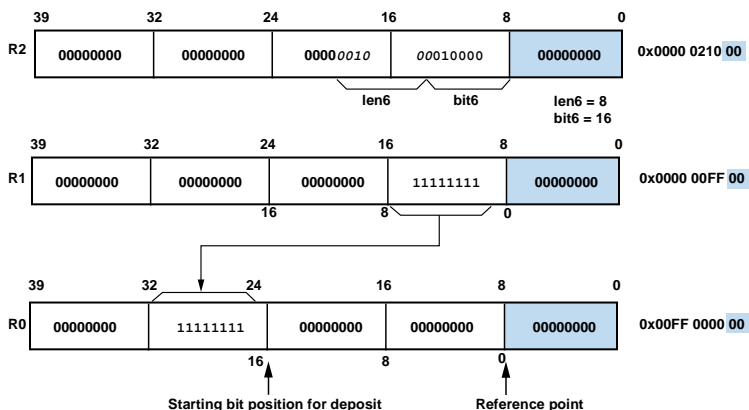 39 32 24 16 8 0
R2 00000000 00000000 00000010 00010000 00000000 0x0000 0210 00
len6 bit6 len6 = 8
bit6 = 16
39 32 24 16 8 0
R1 00000000 00000000 00000000 11111111 00000000 0x0000 00FF 00
16 8 0
39 32 24 16 8 0
R0 00000000 11111111 00000000 00000000 00000000 0x00FF 0000 00
16 8 0
Starting bit position for deposit Reference point